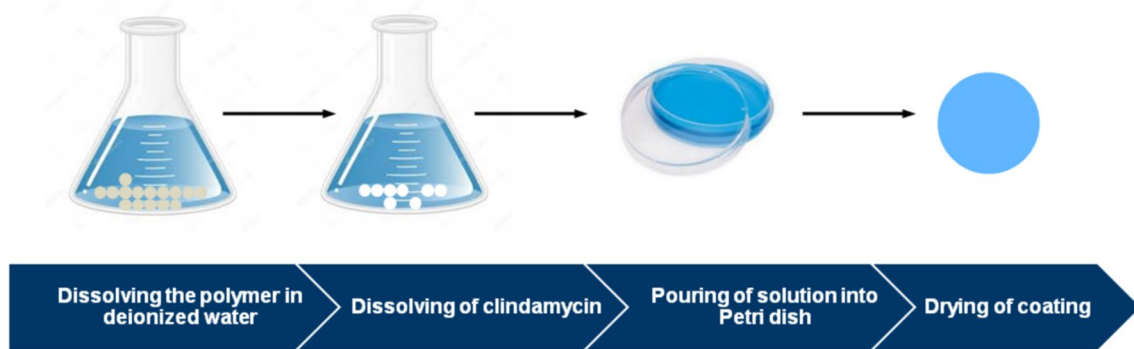 Dissolving the polymer in
deionized water
Dissolving of clindamycin
Pouring of solution into
Petri dish
Drying of coating